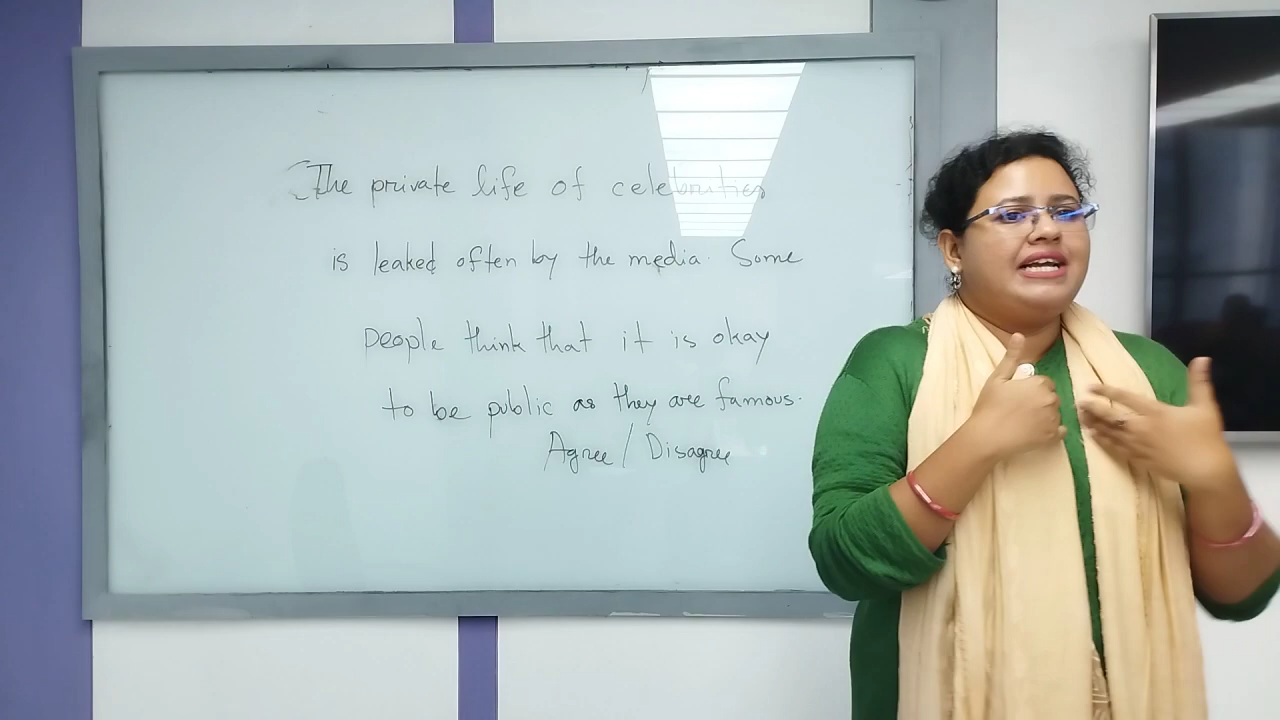 The private life of celebrities
is leaked often by the media. Some
people think that it is okay
to be public as they are famous.
Agree / Disagree